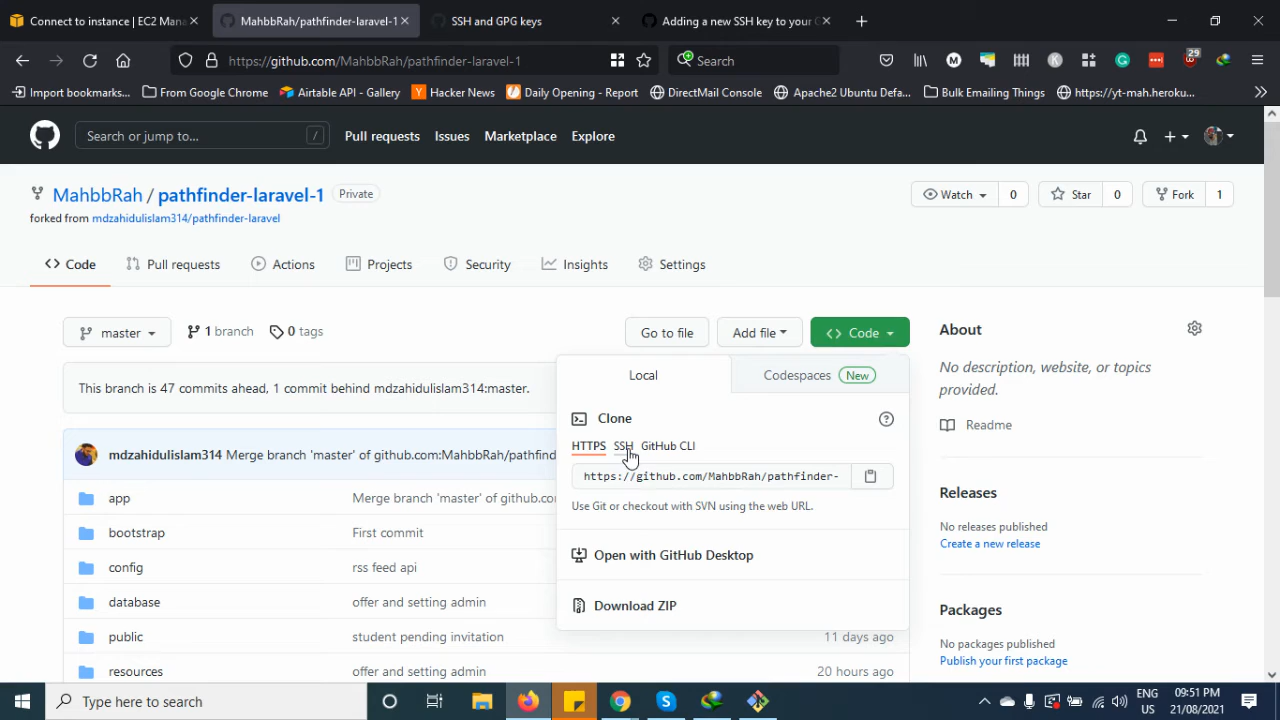 Connect to instance | EC2 Mana
MahbbRah/pathfinder-laravel-1
SSH and GPG keys
Adding a new SSH key to your G
https://github.com/MahbbRah/pathfinder-laravel-1
Search
29
Import bookmarks...
From Google Chrome
Airtable API - Gallery
Hacker News
Daily Opening - Report
DirectMail Console
Apache2 Ubuntu Defa...
Bulk Emailing Things
https://yt-mah.heroku...
Search or jump to...
/
Pull requests
Issues
Marketplace
Explore
MahbbRah / pathfinder-laravel-1
Private
Watch
0
Star
0
Fork
1
forked from mdzahidulislam314/pathfinder-laravel
Code
Pull requests
Actions
Projects
Security
Insights
Settings
master
1 branch
0 tags
Go to file
Add file
Code
About
No description, website, or topics
provided.
Readme
Releases
No releases published
Create a new release
Packages
No packages published
Publish your first package
Local
Codespaces
New
Clone
HTTPS
SSH
GitHub CLI
https://github.com/MahbbRah/pathfinder-
Use Git or checkout with SVN using the web URL.
Open with GitHub Desktop
Download ZIP
This branch is 47 commits ahead, 1 commit behind mdzahidulislam314:master.
mdzahidulislam314 Merge branch 'master' of github.com:MahbbRah/pathfin
app
Merge branch 'master' of github.co
bootstrap
First commit
config
rss feed api
database
offer and setting admin
public
student pending invitation
11 days ago
resources
offer and setting admin
20 hours ago
Type here to search
ENG
US
09:51 PM
21/08/2021